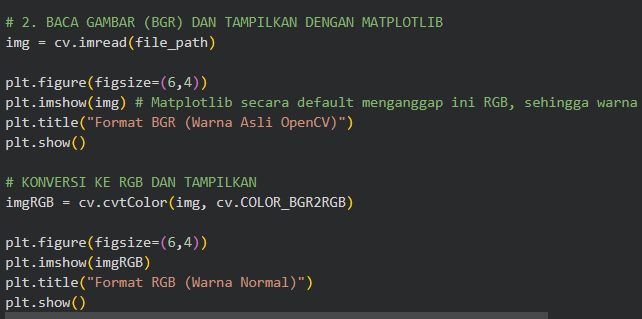 # 2. BACA GAMBAR (BGR) DAN TAMPILKAN DENGAN MATPLOTLIB
img = cv.imread(file_path)
plt.figure(figsize=(6,4))
plt.imshow(img) # Matplotlib secara default menganggap ini RGB, sehingga warna
plt.title("Format BGR (Warna Asli OpenCV)")
plt.show()
# KONVERSI KE RGB DAN TAMPILKAN
imgRGB = cv.cvtColor(img, cv.COLOR_BGR2RGB)
plt.figure(figsize=(6,4))
plt.imshow(imgRGB)
plt.title("Format RGB (Warna Normal)")
plt.show()